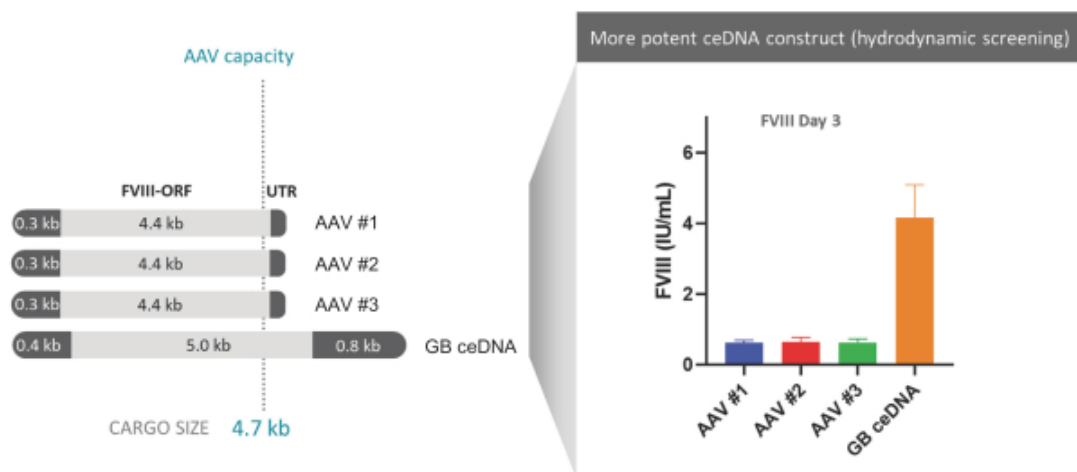 AAV capacity
FVIII-ORF UTR
0.3 kb 4.4 kb AAV #1
0.3 kb 4.4 kb AAV #2
0.3 kb 4.4 kb AAV #3
0.4 kb 5.0 kb 0.8 kb GB ceDNA
CARGO SIZE 4.7 kb
More potent ceDNA construct (hydrodynamic screening)
FVIII Day 3
FVIII (IU/mL)
6
4
2
0
AAV #1
AAV #2
AAV #3
GB ceDNA